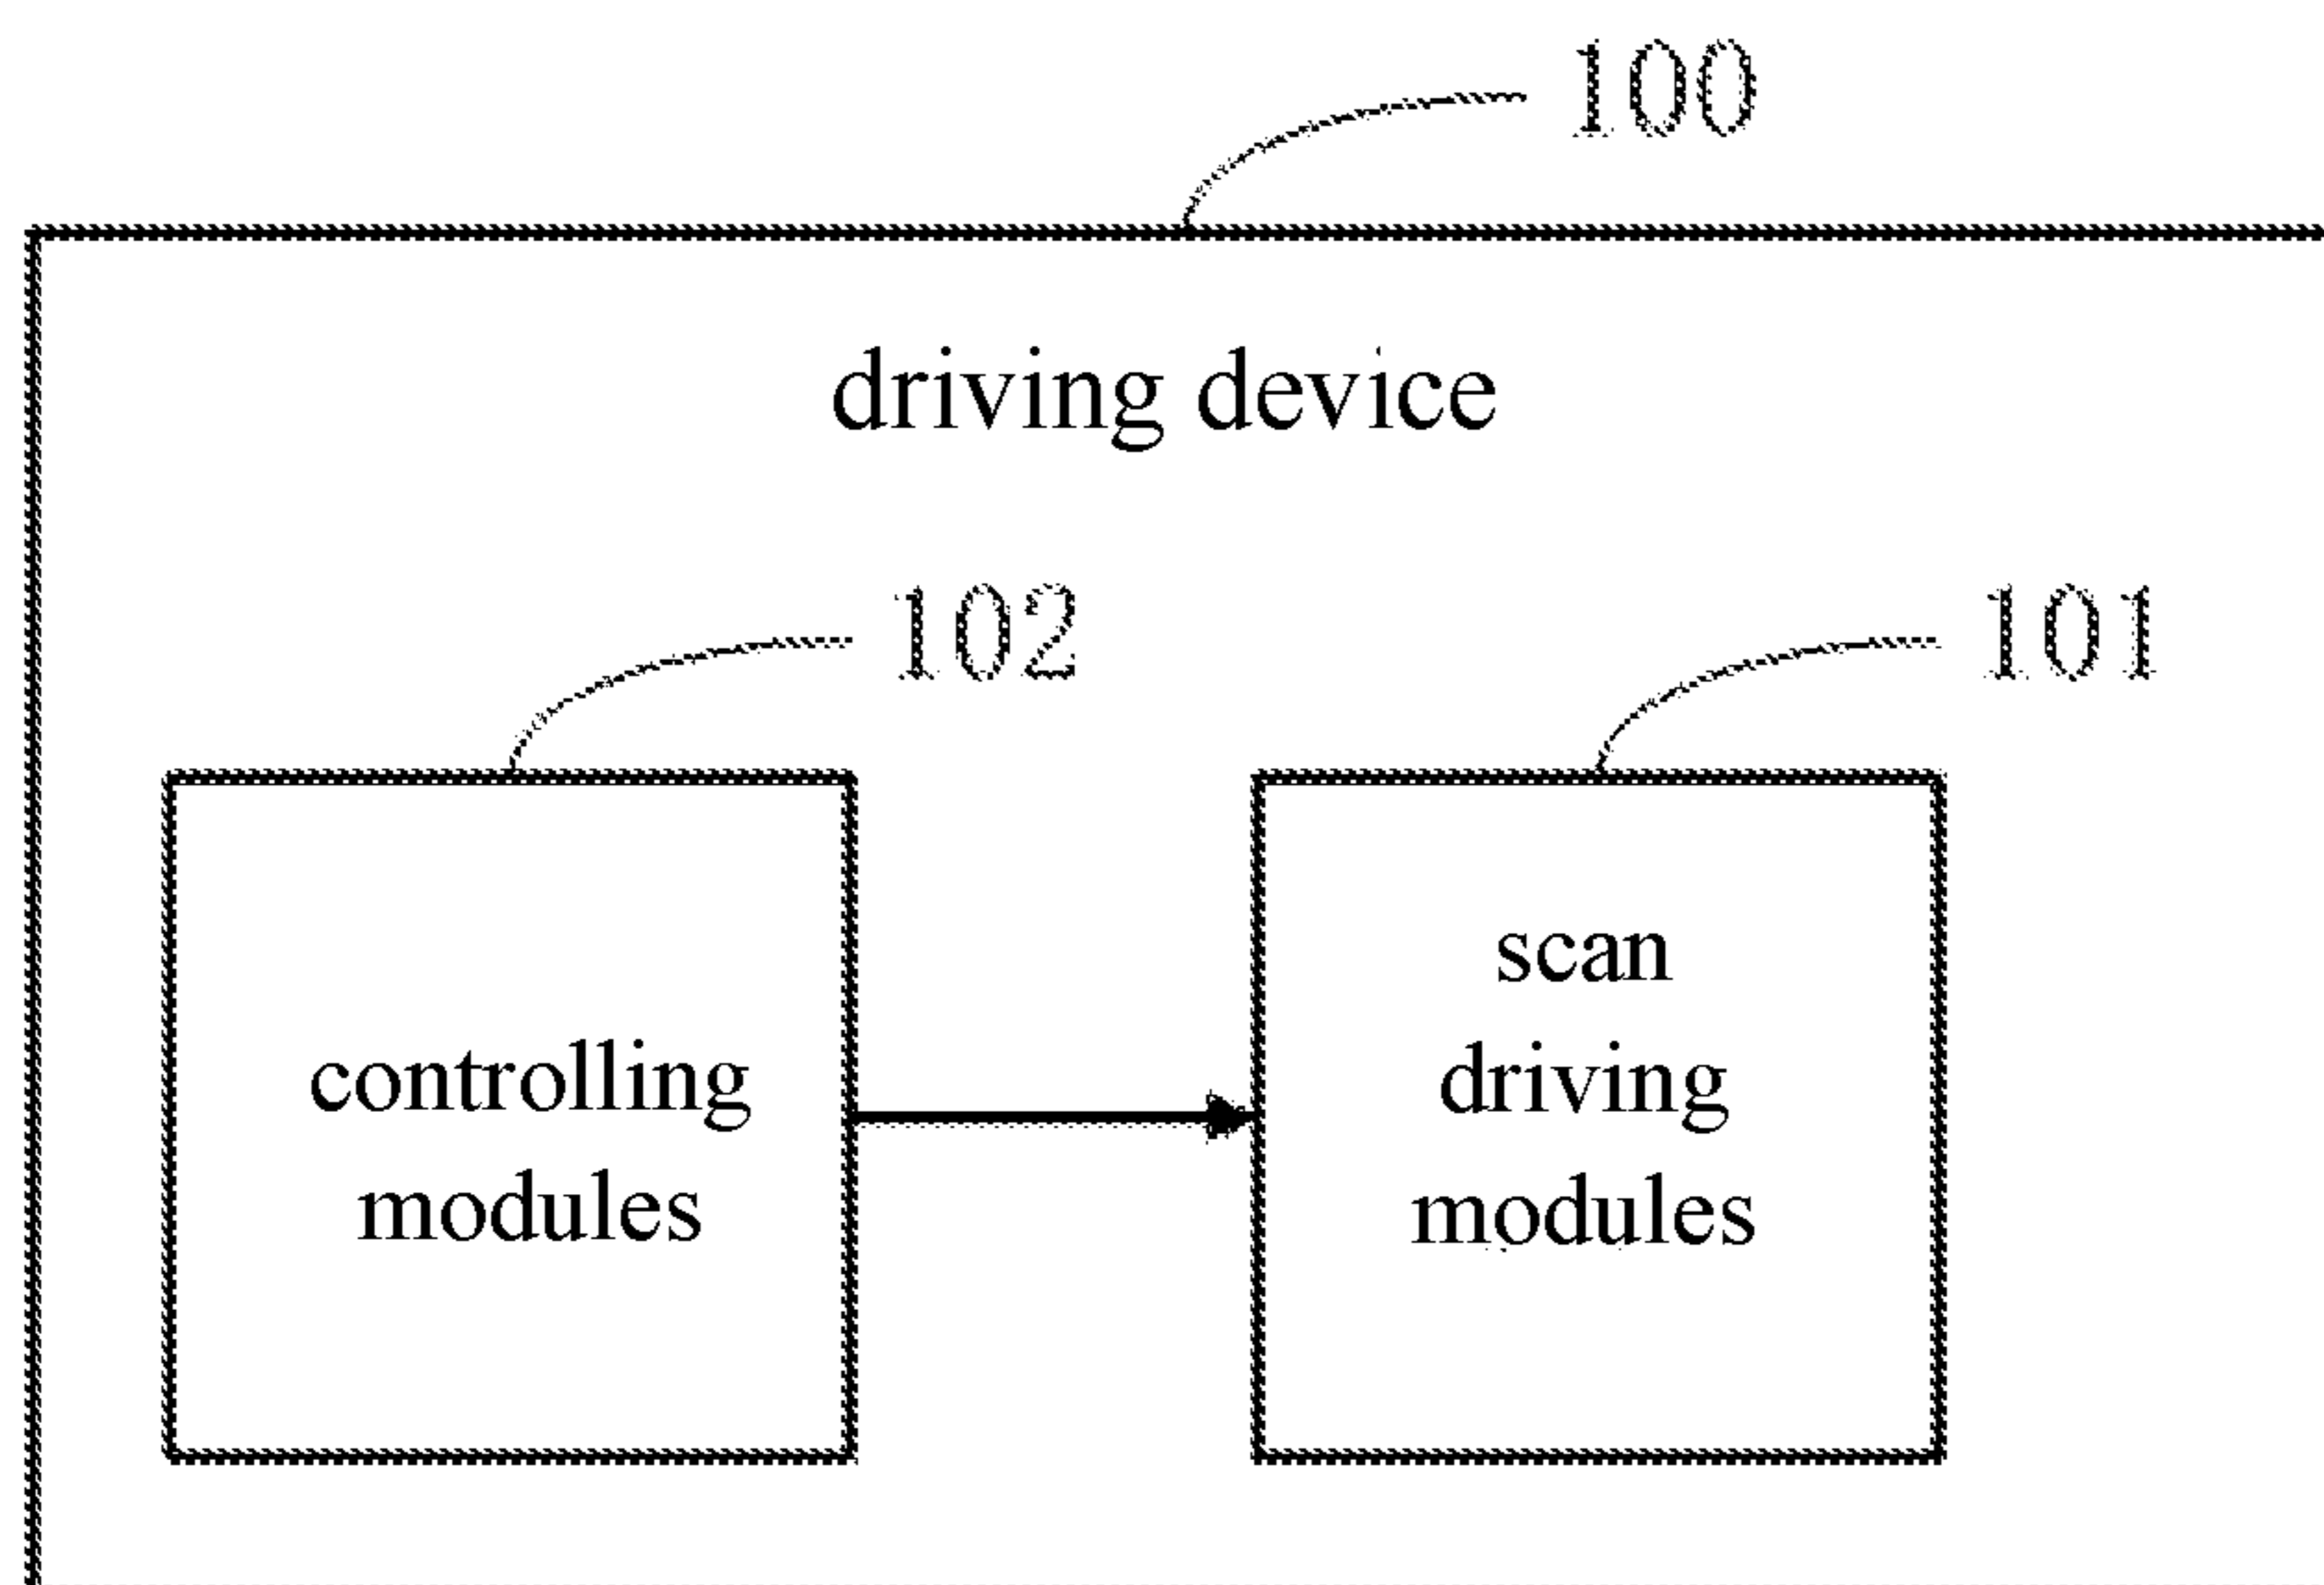 100
driving device
102
101
controlling
modules
scan
driving
modules